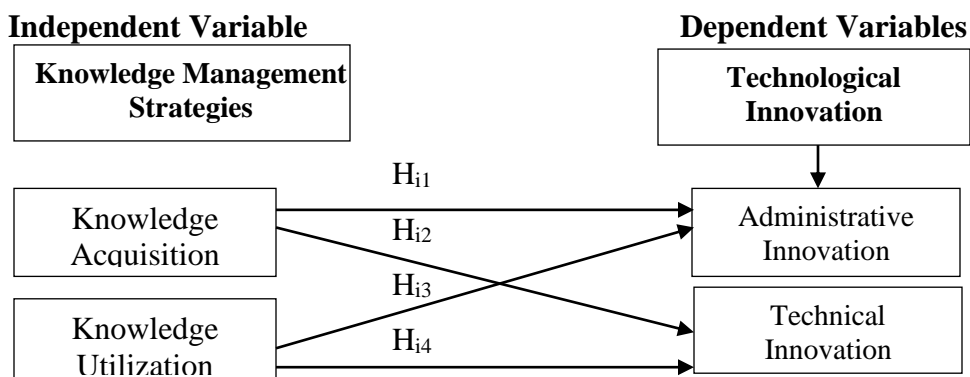 Independent Variable
Dependent Variables
Knowledge Management
Strategies
Technological
Innovation
Hi1
Knowledge
Acquisition
Administrative
Innovation
Hi2
Hi3
Knowledge
Utilization
Technical
Innovation
Hi4